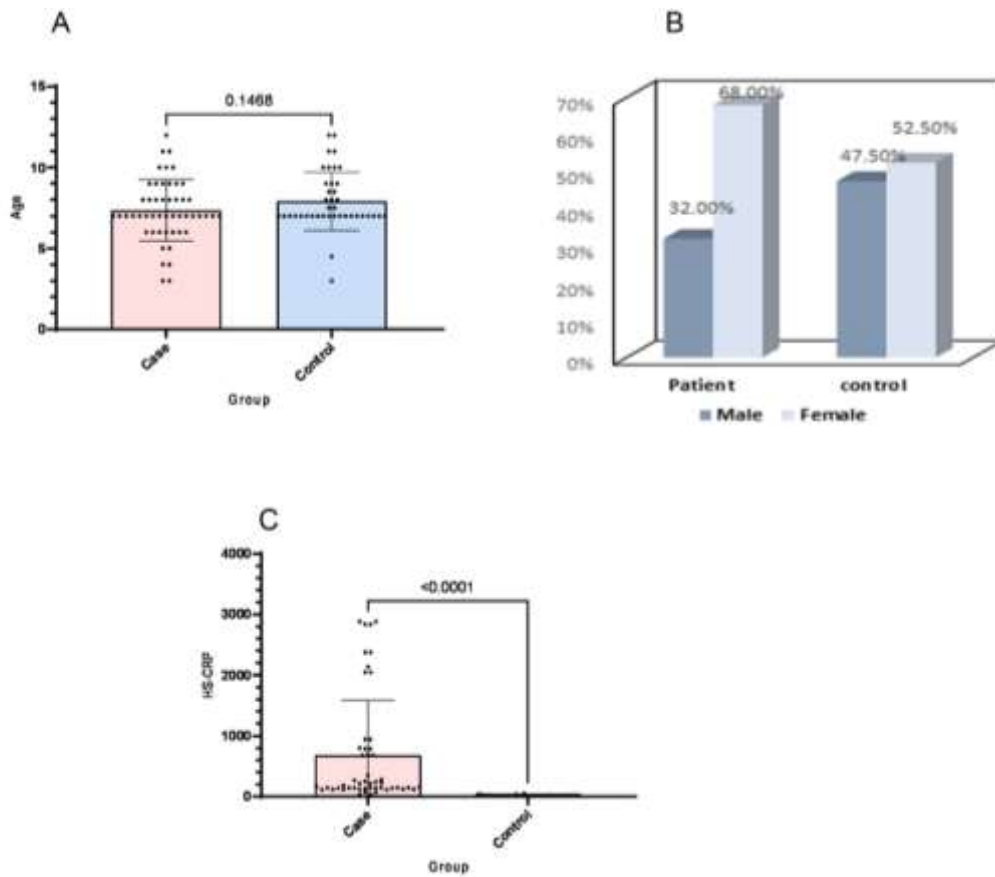 A
15
10
5
0
Age
0.1468
Case
Control
Group
B
70%
60%
50%
40%
30%
20%
10%
0%
68.00%
52.50%
47.50%
32.00%
Patient
control
Male Female
C
4000
3000
2000
1000
0
HS-CRP
<0.0001
Case
Control
Group